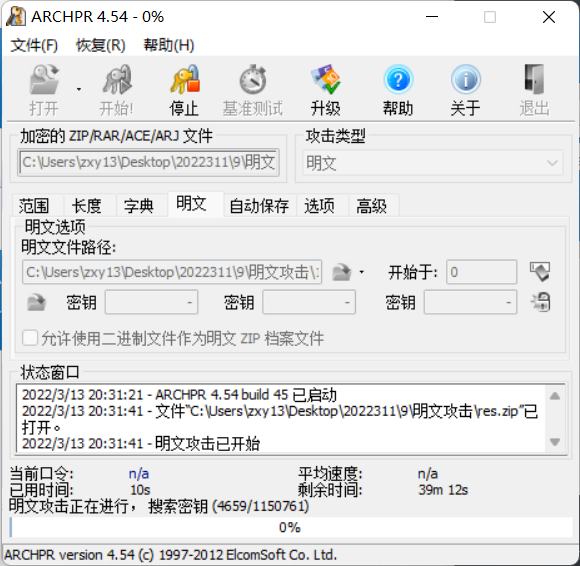 ARCHPR 4.54 - 0%
文件(F) 恢复(R) 帮助(H)
打开 开始! 停止 基准测试 升级 帮助 关于 退出
加密的 ZIP/RAR/ACE/ARJ 文件 攻击类型
C:\Users\zxy13\Desktop\2022311\9\明文 明文
范围 长度 字典 明文 自动保存 选项 高级
明文选项
明文文件路径:
C:\Users\zxy13\Desktop\2022311\9\明文攻击\ 开始于: 0
密钥 - 密钥 - 密钥 -
允许使用二进制文件作为明文 ZIP 档案文件
状态窗口
2022/3/13 20:31:21 - ARCHPR 4.54 build 45 已启动
2022/3/13 20:31:41 - 文件“C:\Users\zxy13\Desktop\2022311\9\明文攻击\res.zip”已
打开。
2022/3/13 20:31:41 - 明文攻击已开始
当前口令: n/a 平均速度: n/a
已用时间: 10s 剩余时间: 39m 12s
明文攻击正在进行，搜索密钥 (4659/1150761)
0%
ARCHPR version 4.54 (c) 1997-2012 ElcomSoft Co. Ltd.